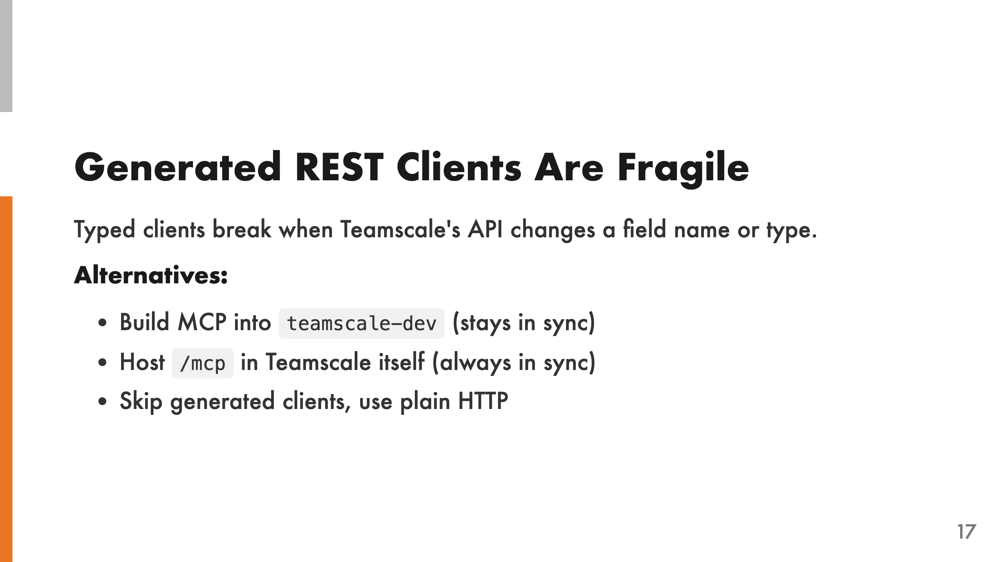 Generated REST Clients Are Fragile
Typed clients break when Teamscale's API changes a field name or type.
Alternatives:
• Build MCP into teamscale-dev (stays in sync)
• Host /mcp in Teamscale itself (always in sync)
• Skip generated clients, use plain HTTP
17